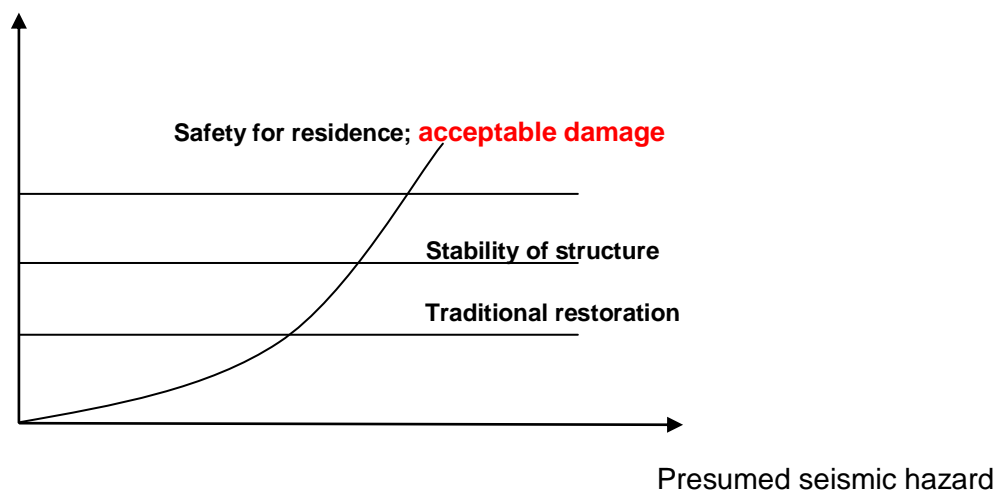 Safety for residence; acceptable damage
Stability of structure
Traditional restoration
Presumed seismic hazard